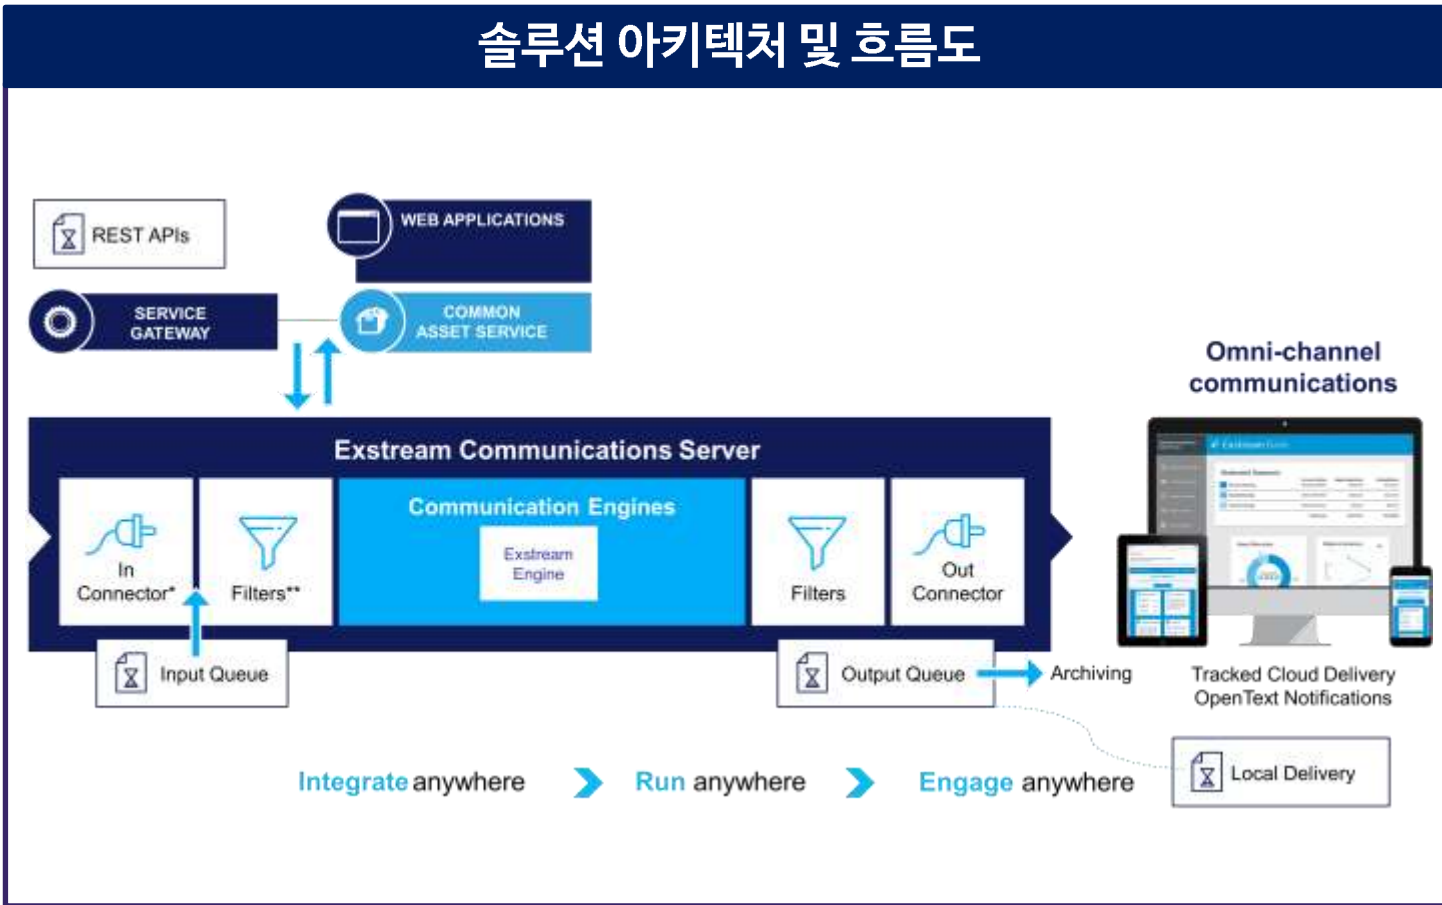 솔루션 아키텍처 및 흐름도
REST APIs
WEB APPLICATIONS
SERVICE
GATEWAY
COMMON
ASSET SERVICE
Omni-channel
communications
Exstream Communications Server
In
Connector*
Filters**
Communication Engines
Exstream
Engine
Filters
Out
Connector
Input Queue
Output Queue
Archiving
Tracked Cloud Delivery
OpenText Notifications
Local Delivery
Integrate anywhere
Run anywhere
Engage anywhere